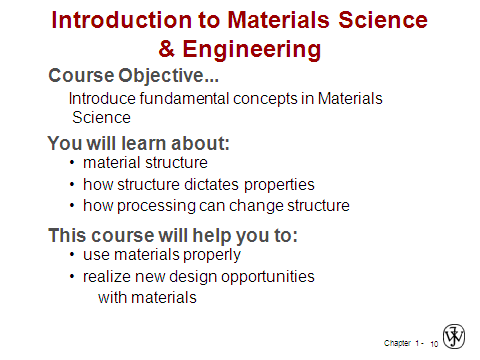 Introduction to Materials Science
& Engineering
Course Objective...
Introduce fundamental concepts in Materials
Science
You will learn about:
• material structure
• how structure dictates properties
• how processing can change structure
This course will help you to:
• use materials properly
• realize new design opportunities
with materials
Chapter 1 - 10